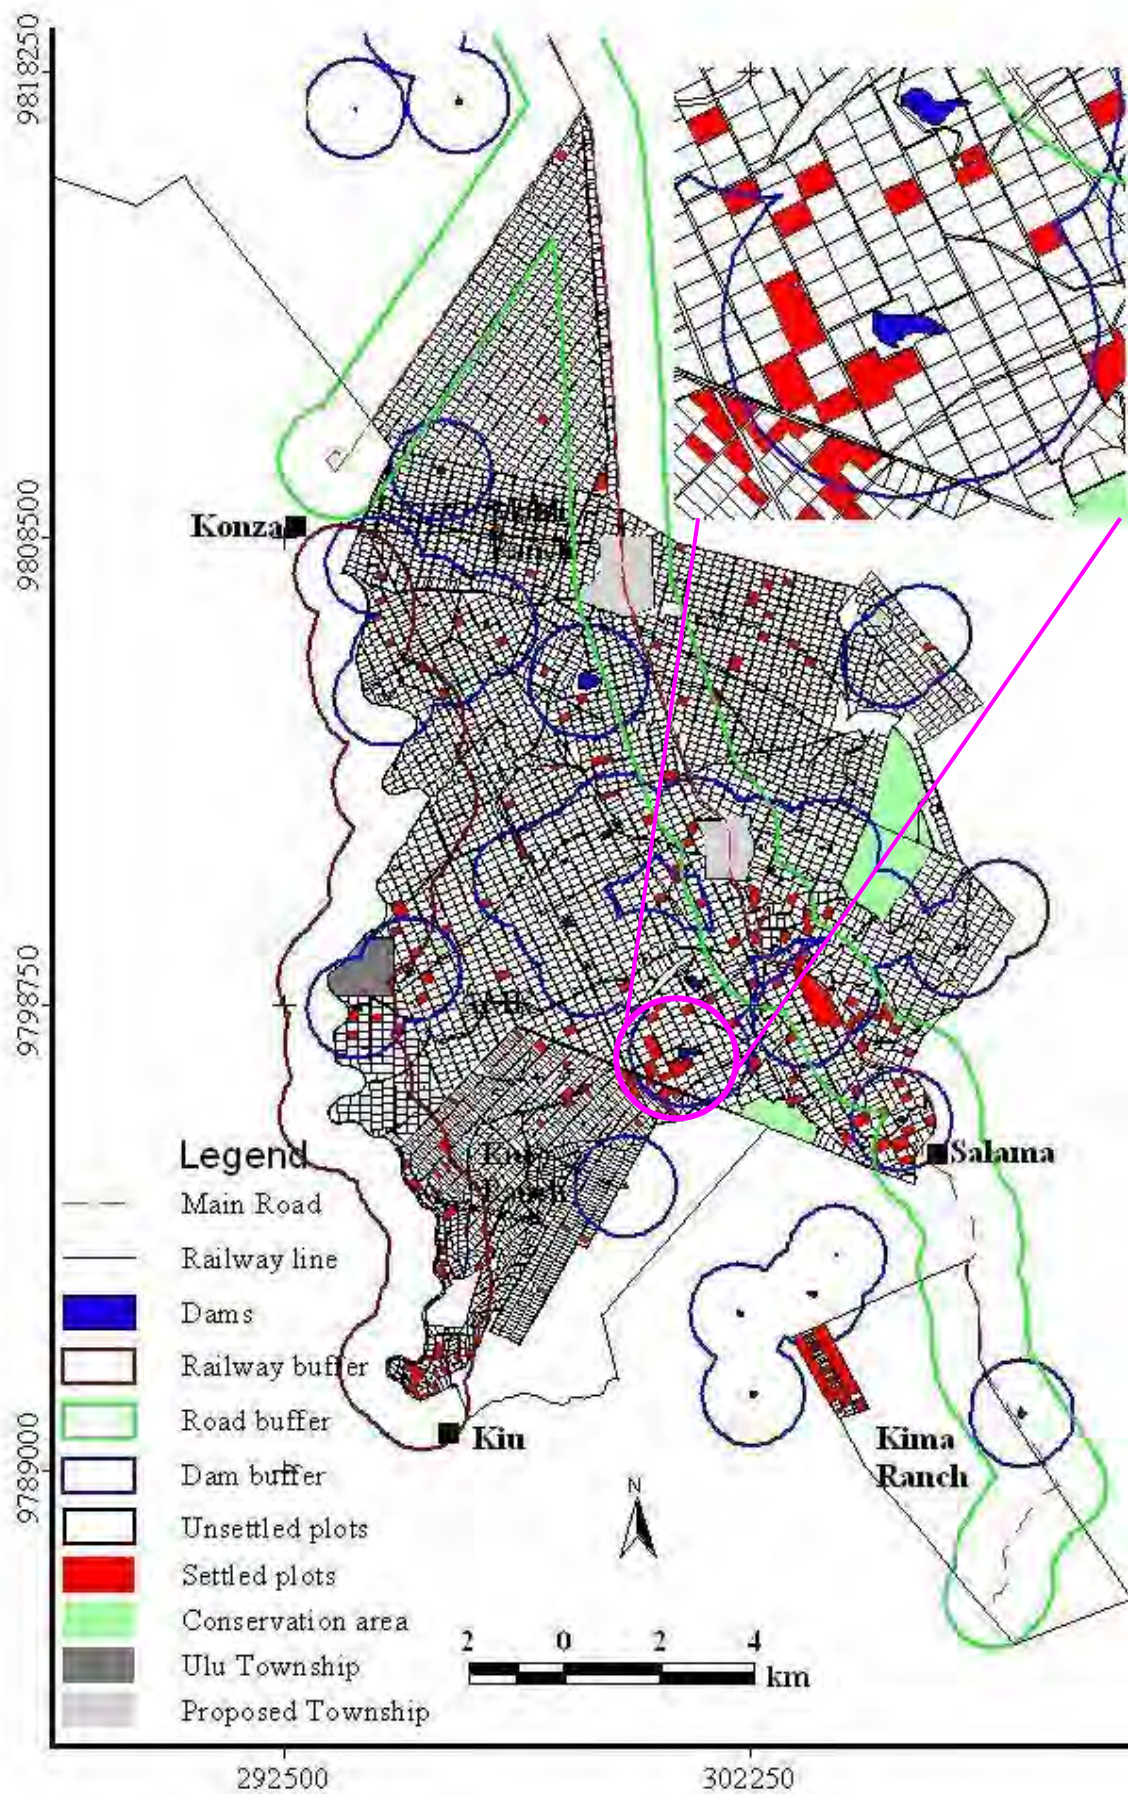 9818250
Konza
9808500
Ranch
9798750
Salama
Legend
Main Road
Railway line
Dams
Railway buffer
Road buffer
Dam buffer
Unsettled plots
Settled plots
Conservation area
Ulu Township
Proposed Township
Kiu
Kima
Ranch
N
9789000
2 0 2 4
km
292500 302250